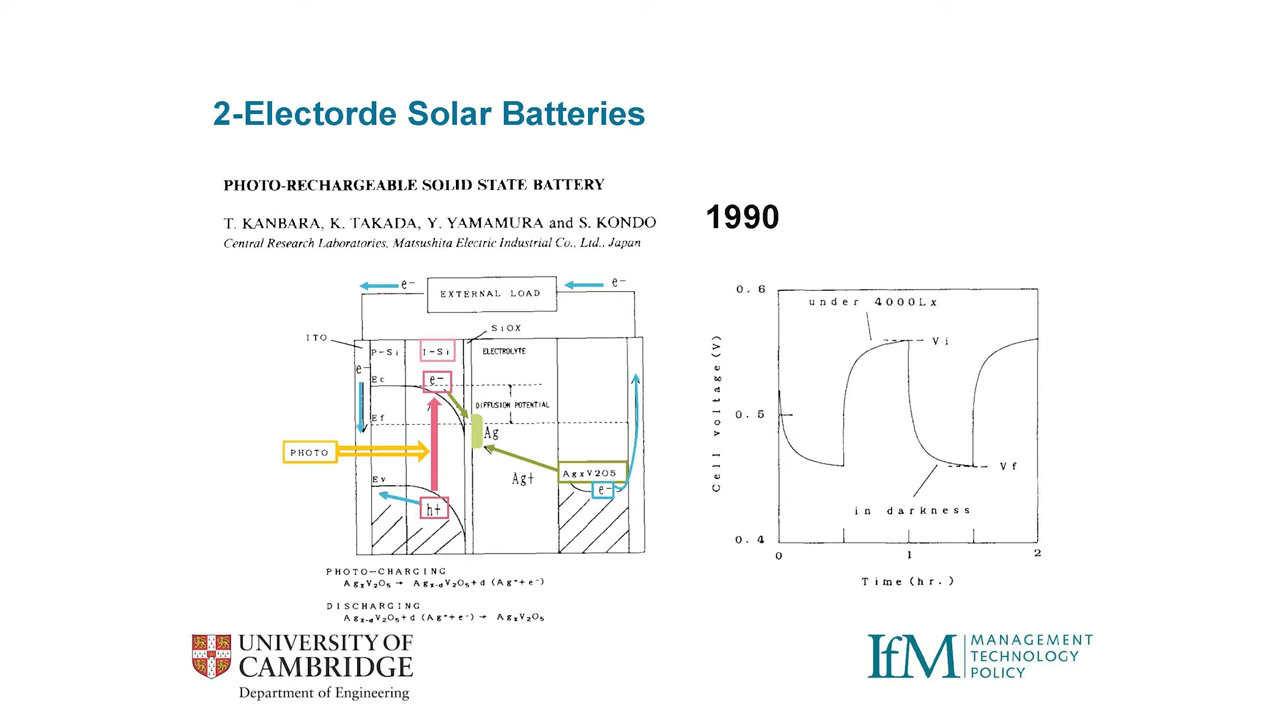 2-Electorde Solar Batteries
PHOTO-RECHARGEABLE SOLID STATE BATTERY
T. KANBARA, K. TAKADA, Y. YAMAMURA and S. KONDO
Central Research Laboratories, Matsushita Electric Industrial Co., Ltd., Japan
1990
e⁻
EXTERNAL LOAD
e⁻
ITO
SiOX
P-Si
I-Si
ELECTROLYTE
e⁻
Ec
e⁻
DIFFUSION POTENTIAL
Ef
Ag
PHOTO
AgxV2O5
Ag+
Ev
e⁻
h+
PHOTO-CHARGING
AgₓV₂O₅ → Agₓ₋dV₂O₅+d (Ag⁺+e⁻)
DISCHARGING
Agₓ₋dV₂O₅+d (Ag⁺+e⁻) → AgₓV₂O₅
0.6
under 4000Lx
Vi
Cell voltage (V)
0.5
Vf
in darkness
0.4
0
1
2
Time (hr.)
UNIVERSITY OF
CAMBRIDGE
Department of Engineering
IfM
MANAGEMENT
TECHNOLOGY
POLICY